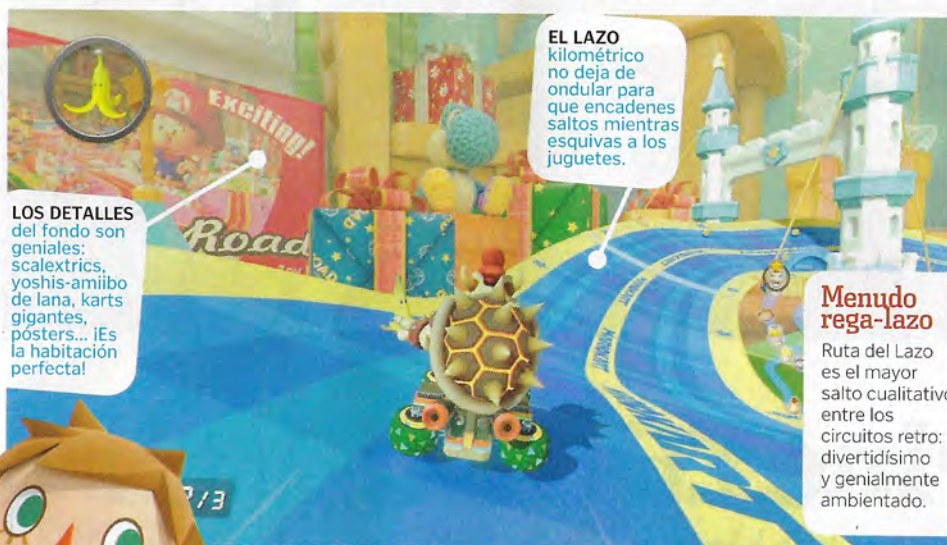 EL LAZO
kilométrico
no deja de
ondular para
que encadenes
saltos mientras
esquivas a los
juguetes.
Exciting!
Road
LOS DETALLES
del fondo son
geniales:
scalextrics,
yoshis-amiibo
de lana, karts
gigantes,
pósters... ¡Es
la habitación
perfecta!
Menudo
rega-lazo
Ruta del Lazo
es el mayor
salto cualitativo
entre los
circuitos retro:
divertidísimo
y genialmente
ambientado.
/3